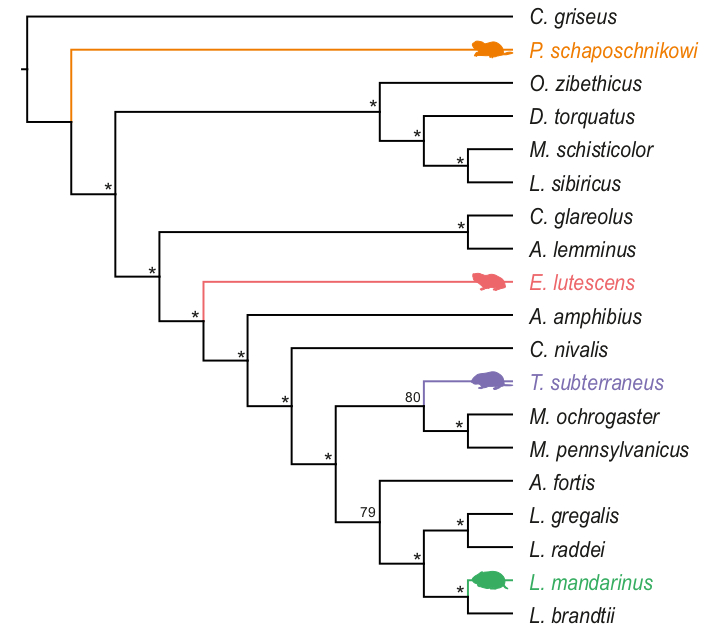 C. griseus
P. schaposchnikowi
O. zibethicus
*
D. torquatus
*
M. schisticolor
*
L. sibiricus
*
C. glareolus
*
A. lemminus
*
E. lutescens
*
A. amphibius
*
C. nivalis
T. subterraneus
80
*
M. ochrogaster
*
M. pennsylvanicus
*
A. fortis
79
L. gregalis
*
L. raddei
*
L. mandarinus
*
L. brandtii